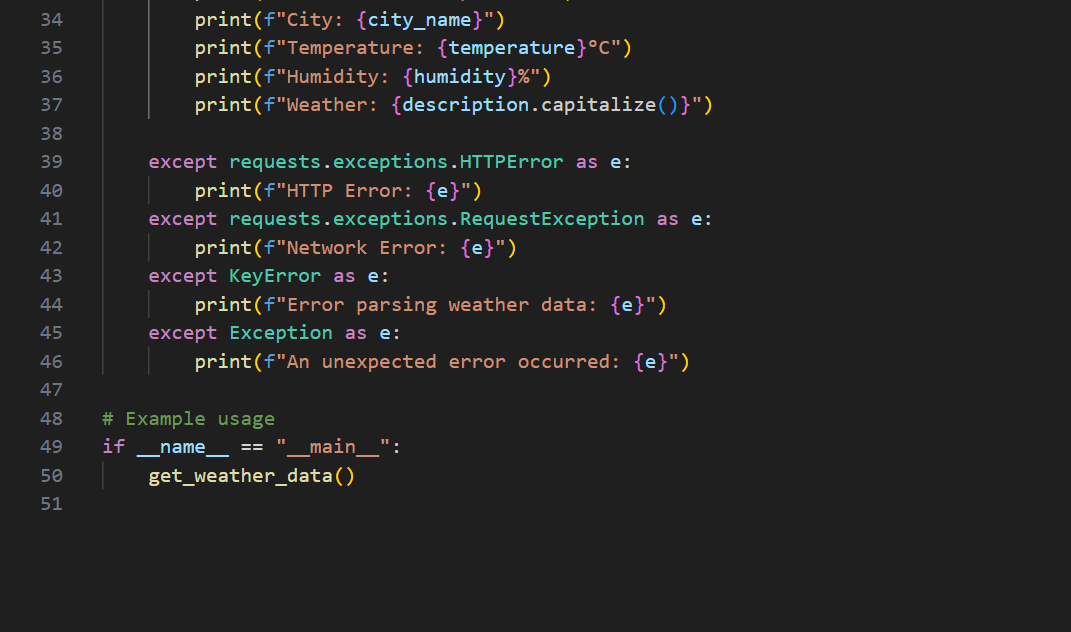 34 print(f"City: {city_name}")
35 print(f"Temperature: {temperature}°C")
36 print(f"Humidity: {humidity}%")
37 print(f"Weather: {description.capitalize()}")
38
39 except requests.exceptions.HTTPError as e:
40 print(f"HTTP Error: {e}")
41 except requests.exceptions.RequestException as e:
42 print(f"Network Error: {e}")
43 except KeyError as e:
44 print(f"Error parsing weather data: {e}")
45 except Exception as e:
46 print(f"An unexpected error occurred: {e}")
47
48 # Example usage
49 if __name__ == "__main__":
50 get_weather_data()
51